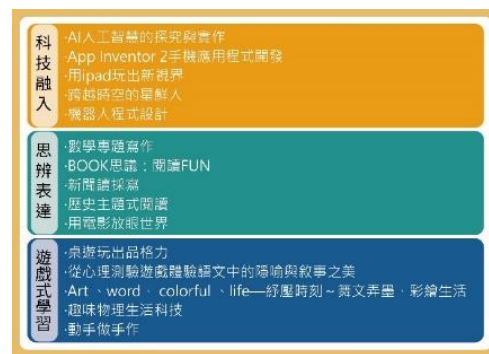 科技融入
·AI人工智慧的探究與實作
·App Inventor 2手機應用程式開發
·用ipad玩出新視界
·跨越時空的星鮮人
·機器人程式設計
思辨表達
·數學專題寫作
·BOOK思議：閱讀FUN
·新聞讀採寫
·歷史主題式閱讀
·用電影放眼世界
遊戲式學習
·桌遊玩出品格力
·從心理測驗遊戲體驗語文中的隱喻與敘事之美
·Art 、word 、 colorful 、life—紓壓時刻～舞文弄墨、彩繪生活
·趣味物理生活科技
·動手做手作